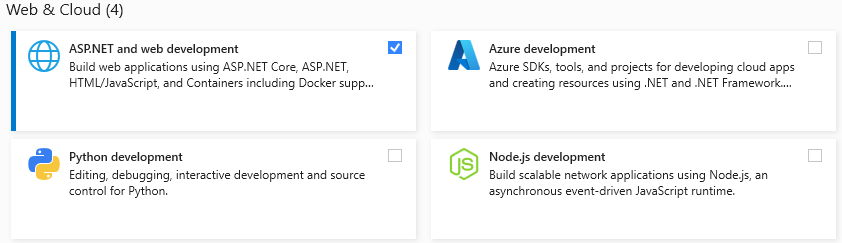 Web & Cloud (4)
ASP.NET and web development
Build web applications using ASP.NET Core, ASP.NET,
HTML/JavaScript, and Containers including Docker supp...
Azure development
Azure SDKs, tools, and projects for developing cloud apps
and creating resources using .NET and .NET Framework....
Python development
Editing, debugging, interactive development and source
control for Python.
JS
Node.js development
Build scalable network applications using Node.js, an
asynchronous event-driven JavaScript runtime.